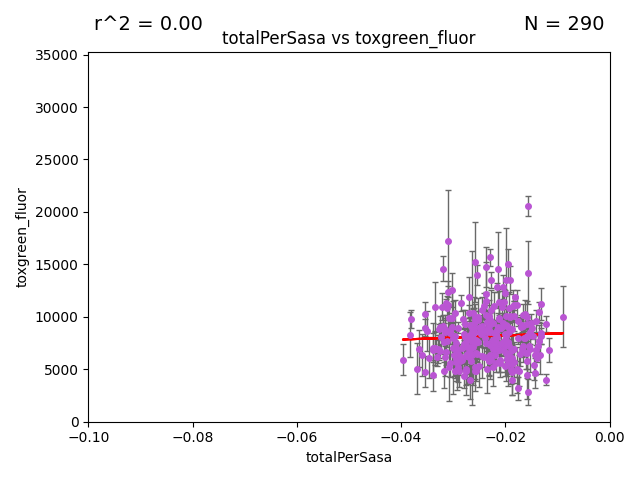 r^2 = 0.00
N = 290
totalPerSasa vs toxgreen_fluor
35000
30000
25000
20000
15000
10000
5000
0
toxgreen_fluor
−0.10
−0.08
−0.06
−0.04
−0.02
0.00
totalPerSasa